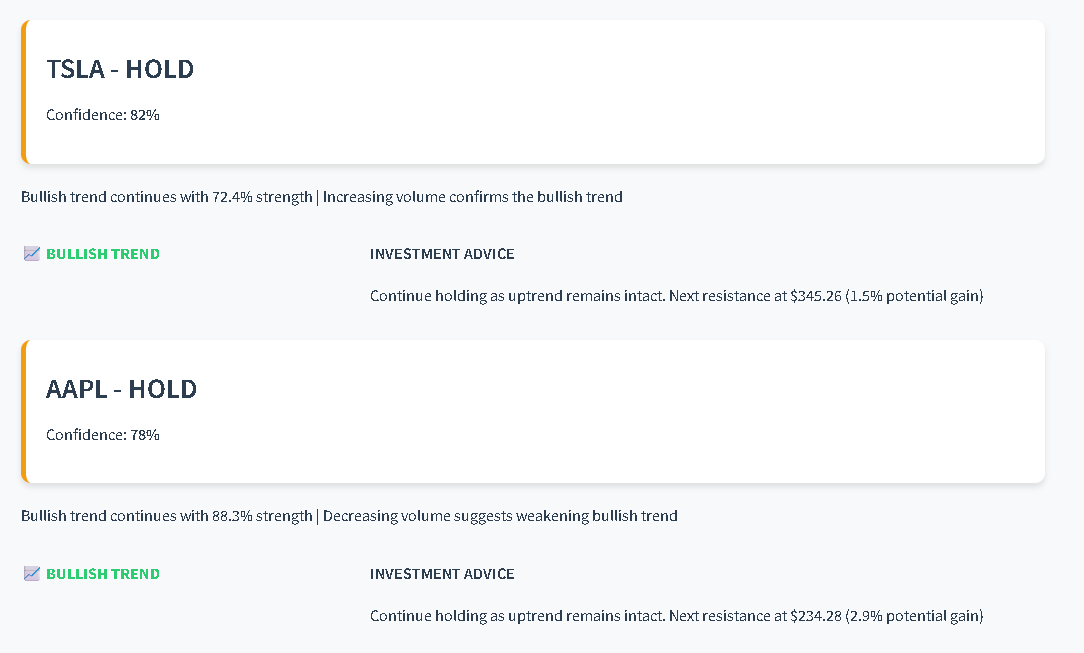 TSLA - HOLD
Confidence: 82%
Bullish trend continues with 72.4% strength | Increasing volume confirms the bullish trend
BULLISH TREND
INVESTMENT ADVICE
Continue holding as uptrend remains intact. Next resistance at $345.26 (1.5% potential gain)
AAPL - HOLD
Confidence: 78%
Bullish trend continues with 88.3% strength | Decreasing volume suggests weakening bullish trend
BULLISH TREND
INVESTMENT ADVICE
Continue holding as uptrend remains intact. Next resistance at $234.28 (2.9% potential gain)